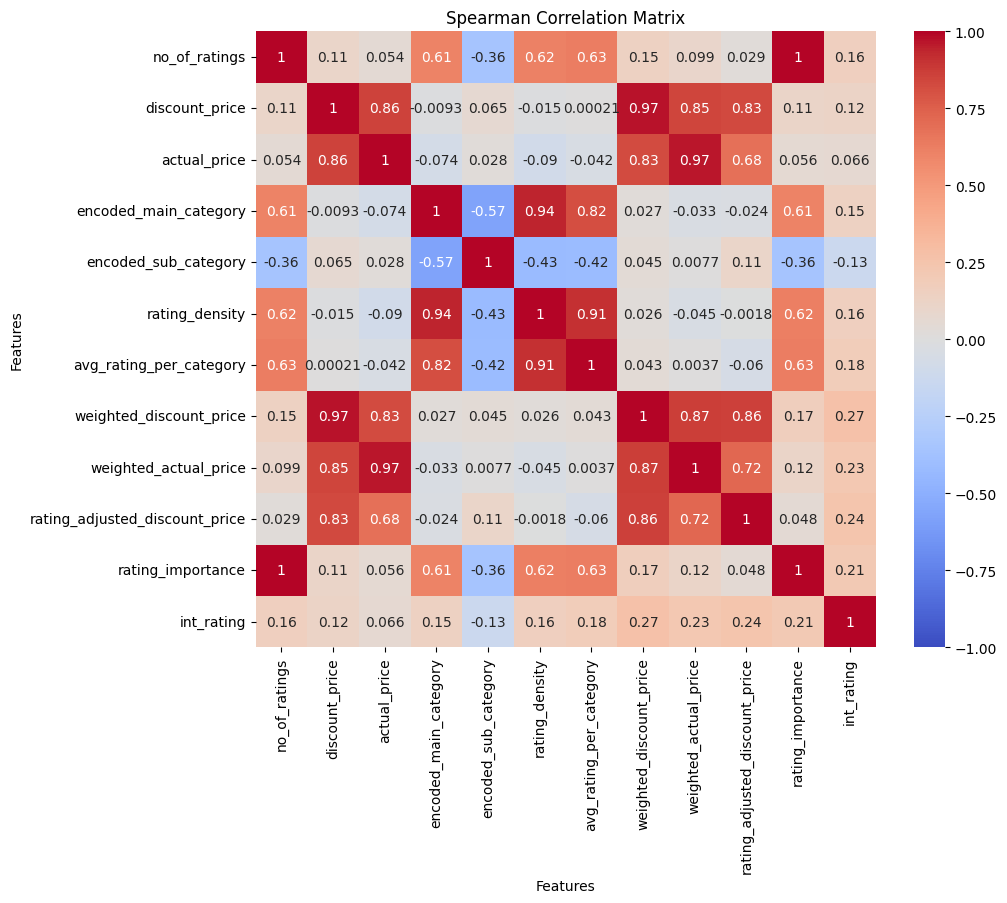 Spearman Correlation Matrix
Features
no_of_ratings 1 0.11 0.054 0.61 -0.36 0.62 0.63 0.15 0.099 0.029 1 0.16
discount_price 0.11 1 0.86 -0.0093 0.065 -0.015 0.00021 0.97 0.85 0.83 0.11 0.12
actual_price 0.054 0.86 1 -0.074 0.028 -0.09 -0.042 0.83 0.97 0.68 0.056 0.066
encoded_main_category 0.61 -0.0093 -0.074 1 -0.57 0.94 0.82 0.027 -0.033 -0.024 0.61 0.15
encoded_sub_category -0.36 0.065 0.028 -0.57 1 -0.43 -0.42 0.045 0.0077 0.11 -0.36 -0.13
rating_density 0.62 -0.015 -0.09 0.94 -0.43 1 0.91 0.026 -0.045 -0.0018 0.62 0.16
avg_rating_per_category 0.63 0.00021 -0.042 0.82 -0.42 0.91 1 0.043 0.0037 -0.06 0.63 0.18
weighted_discount_price 0.15 0.97 0.83 0.027 0.045 0.026 0.043 1 0.87 0.86 0.17 0.27
weighted_actual_price 0.099 0.85 0.97 -0.033 0.0077 -0.045 0.0037 0.87 1 0.72 0.12 0.23
rating_adjusted_discount_price 0.029 0.83 0.68 -0.024 0.11 -0.0018 -0.06 0.86 0.72 1 0.048 0.24
rating_importance 1 0.11 0.056 0.61 -0.36 0.62 0.63 0.17 0.12 0.048 1 0.21
int_rating 0.16 0.12 0.066 0.15 -0.13 0.16 0.18 0.27 0.23 0.24 0.21 1
no_of_ratings
discount_price
actual_price
encoded_main_category
encoded_sub_category
rating_density
avg_rating_per_category
weighted_discount_price
weighted_actual_price
rating_adjusted_discount_price
rating_importance
int_rating
Features
1.00
0.75
0.50
0.25
0.00
−0.25
−0.50
−0.75
−1.00